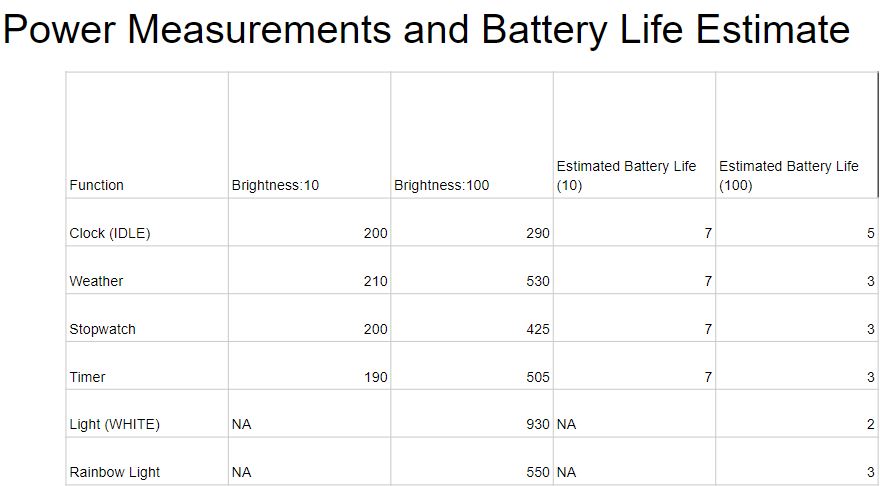 Power Measurements and Battery Life Estimate
Function Brightness:10 Brightness:100 Estimated Battery Life (10) Estimated Battery Life (100)
Clock (IDLE) 200 290 7 5
Weather 210 530 7 3
Stopwatch 200 425 7 3
Timer 190 505 7 3
Light (WHITE) NA 930 NA 2
Rainbow Light NA 550 NA 3